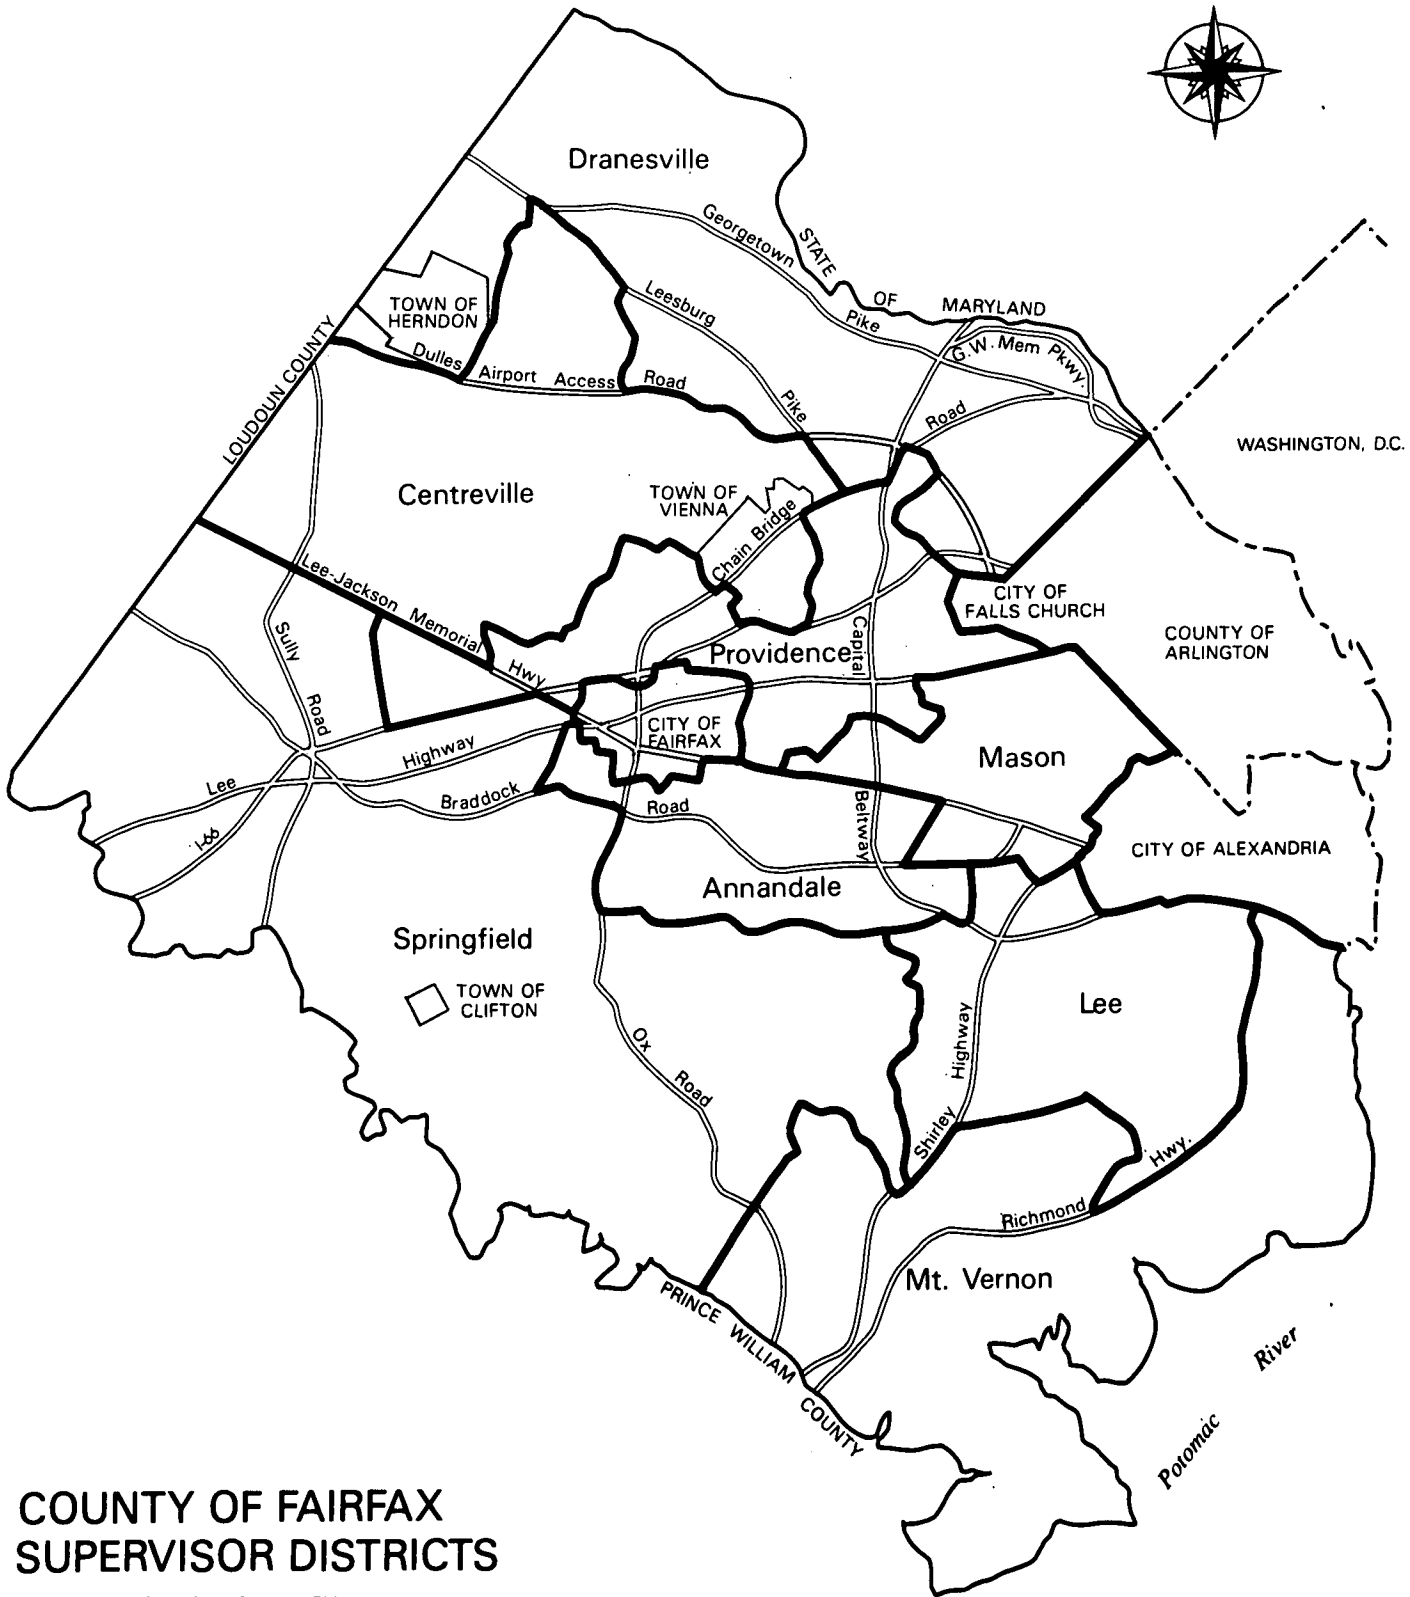 Dranesville
Georgetown
Pike
STATE
OF
MARYLAND
G.W. Mem Pkwy.
TOWN OF
HERNDON
Leesburg
Pike
LOUDOUN COUNTY
Dulles
Airport Access Road
Road
WASHINGTON, D.C.
Centreville
TOWN OF
VIENNA
Chain Bridge
Lee-Jackson Memorial
Hwy
CITY OF
FALLS CHURCH
COUNTY OF
ARLINGTON
Sully
Road
Providence
Capital
Beltway
CITY OF
FAIRFAX
Mason
Lee
Highway
Braddock
Road
I-66
CITY OF ALEXANDRIA
Annandale
Springfield
TOWN OF
CLIFTON
Lee
Ox
Road
Shirley
Highway
Richmond
Hwy.
Mt. Vernon
PRINCE WILLIAM
COUNTY
Potomac
River
COUNTY OF FAIRFAX
SUPERVISOR DISTRICTS